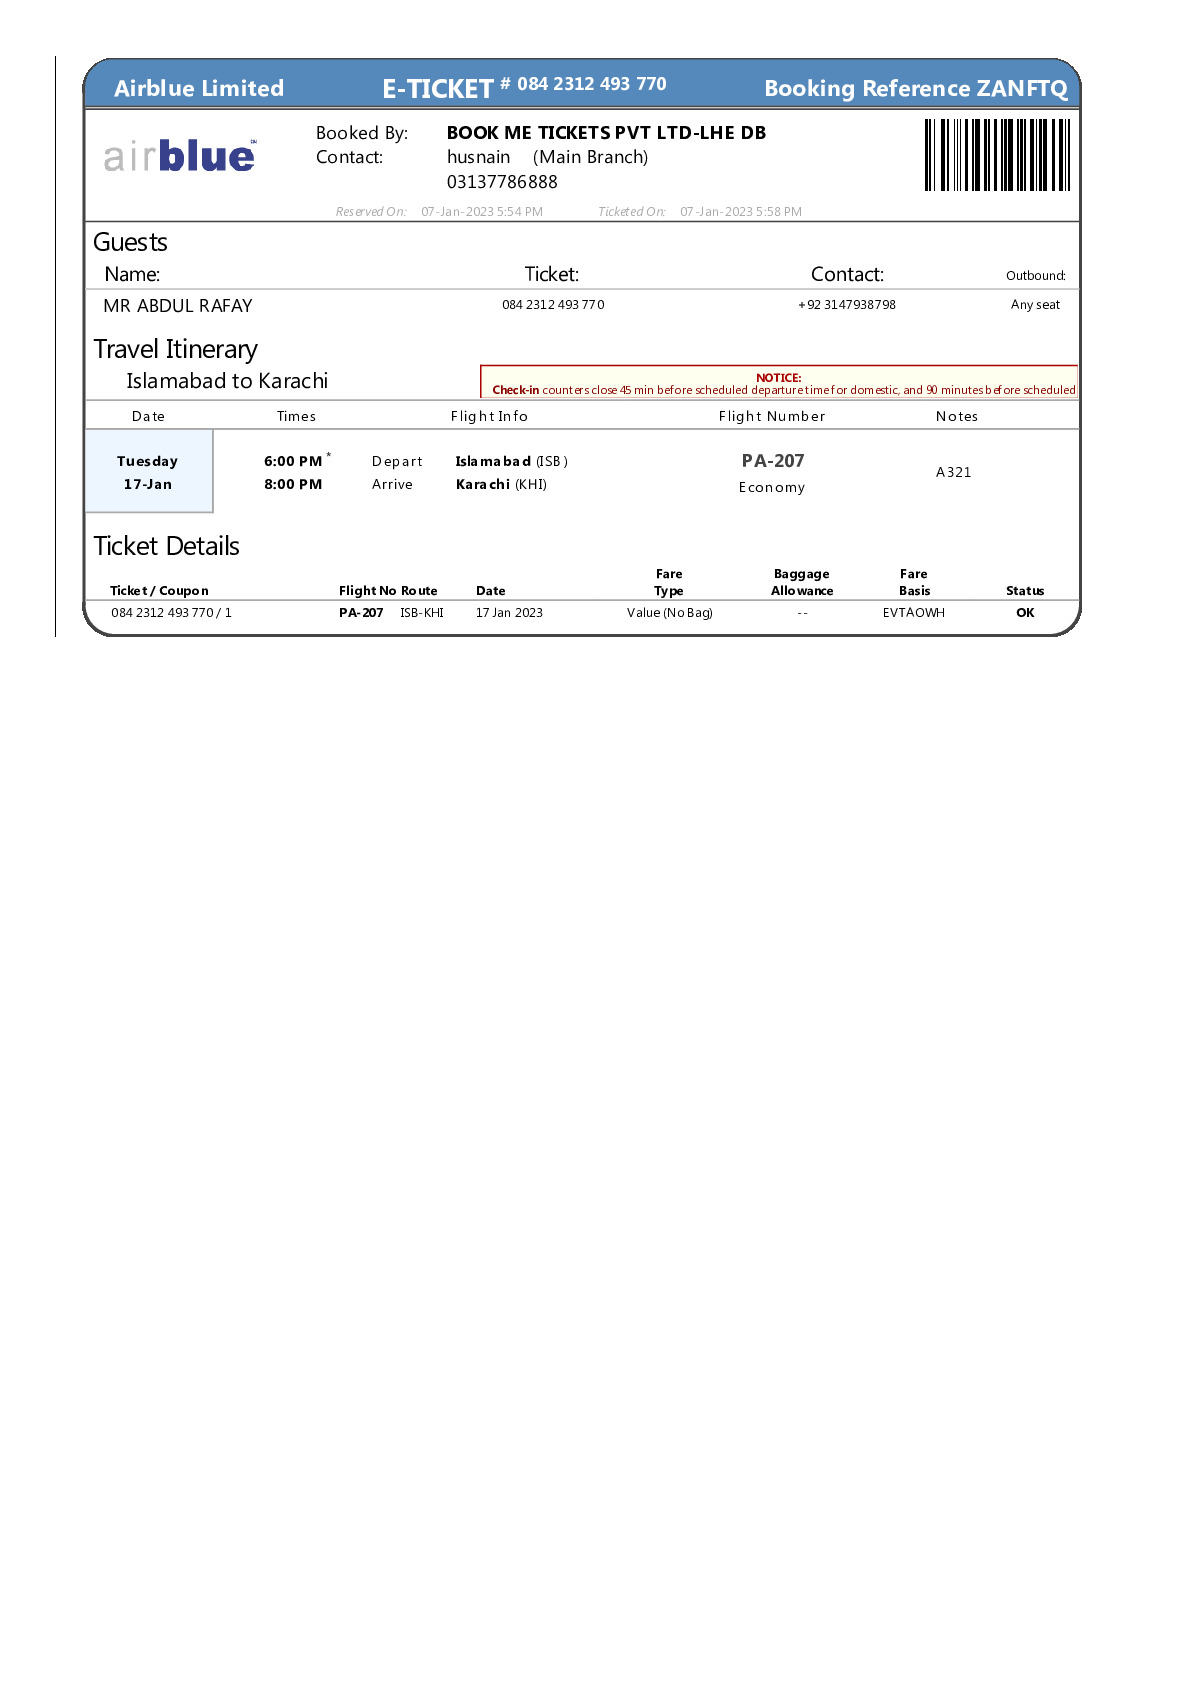 Airblue Limited E-TICKET # 084 2312 493 770 Booking Reference ZANFTQ
airblue™
Booked By: BOOK ME TICKETS PVT LTD-LHE DB
Contact: husnain (Main Branch)
03137786888
Reserved On: 07-Jan-2023 5:54 PM Ticketed On: 07-Jan-2023 5:58 PM
Guests
Name: Ticket: Contact: Outbound:
MR ABDUL RAFAY 084 2312 493 770 +92 3147938798 Any seat
Travel Itinerary
Islamabad to Karachi
NOTICE:
Check-in counters close 45 min before scheduled departure time for domestic, and 90 minutes before scheduled
Date Times Flight Info Flight Number Notes
Tuesday 6:00 PM * Depart Islamabad (ISB) PA-207
17-Jan 8:00 PM Arrive Karachi (KHI) Economy A321
Ticket Details
Fare Baggage Fare
Ticket / Coupon Flight No Route Date Type Allowance Basis Status
084 2312 493 770 / 1 PA-207 ISB-KHI 17 Jan 2023 Value (No Bag) -- EVTAOWH OK